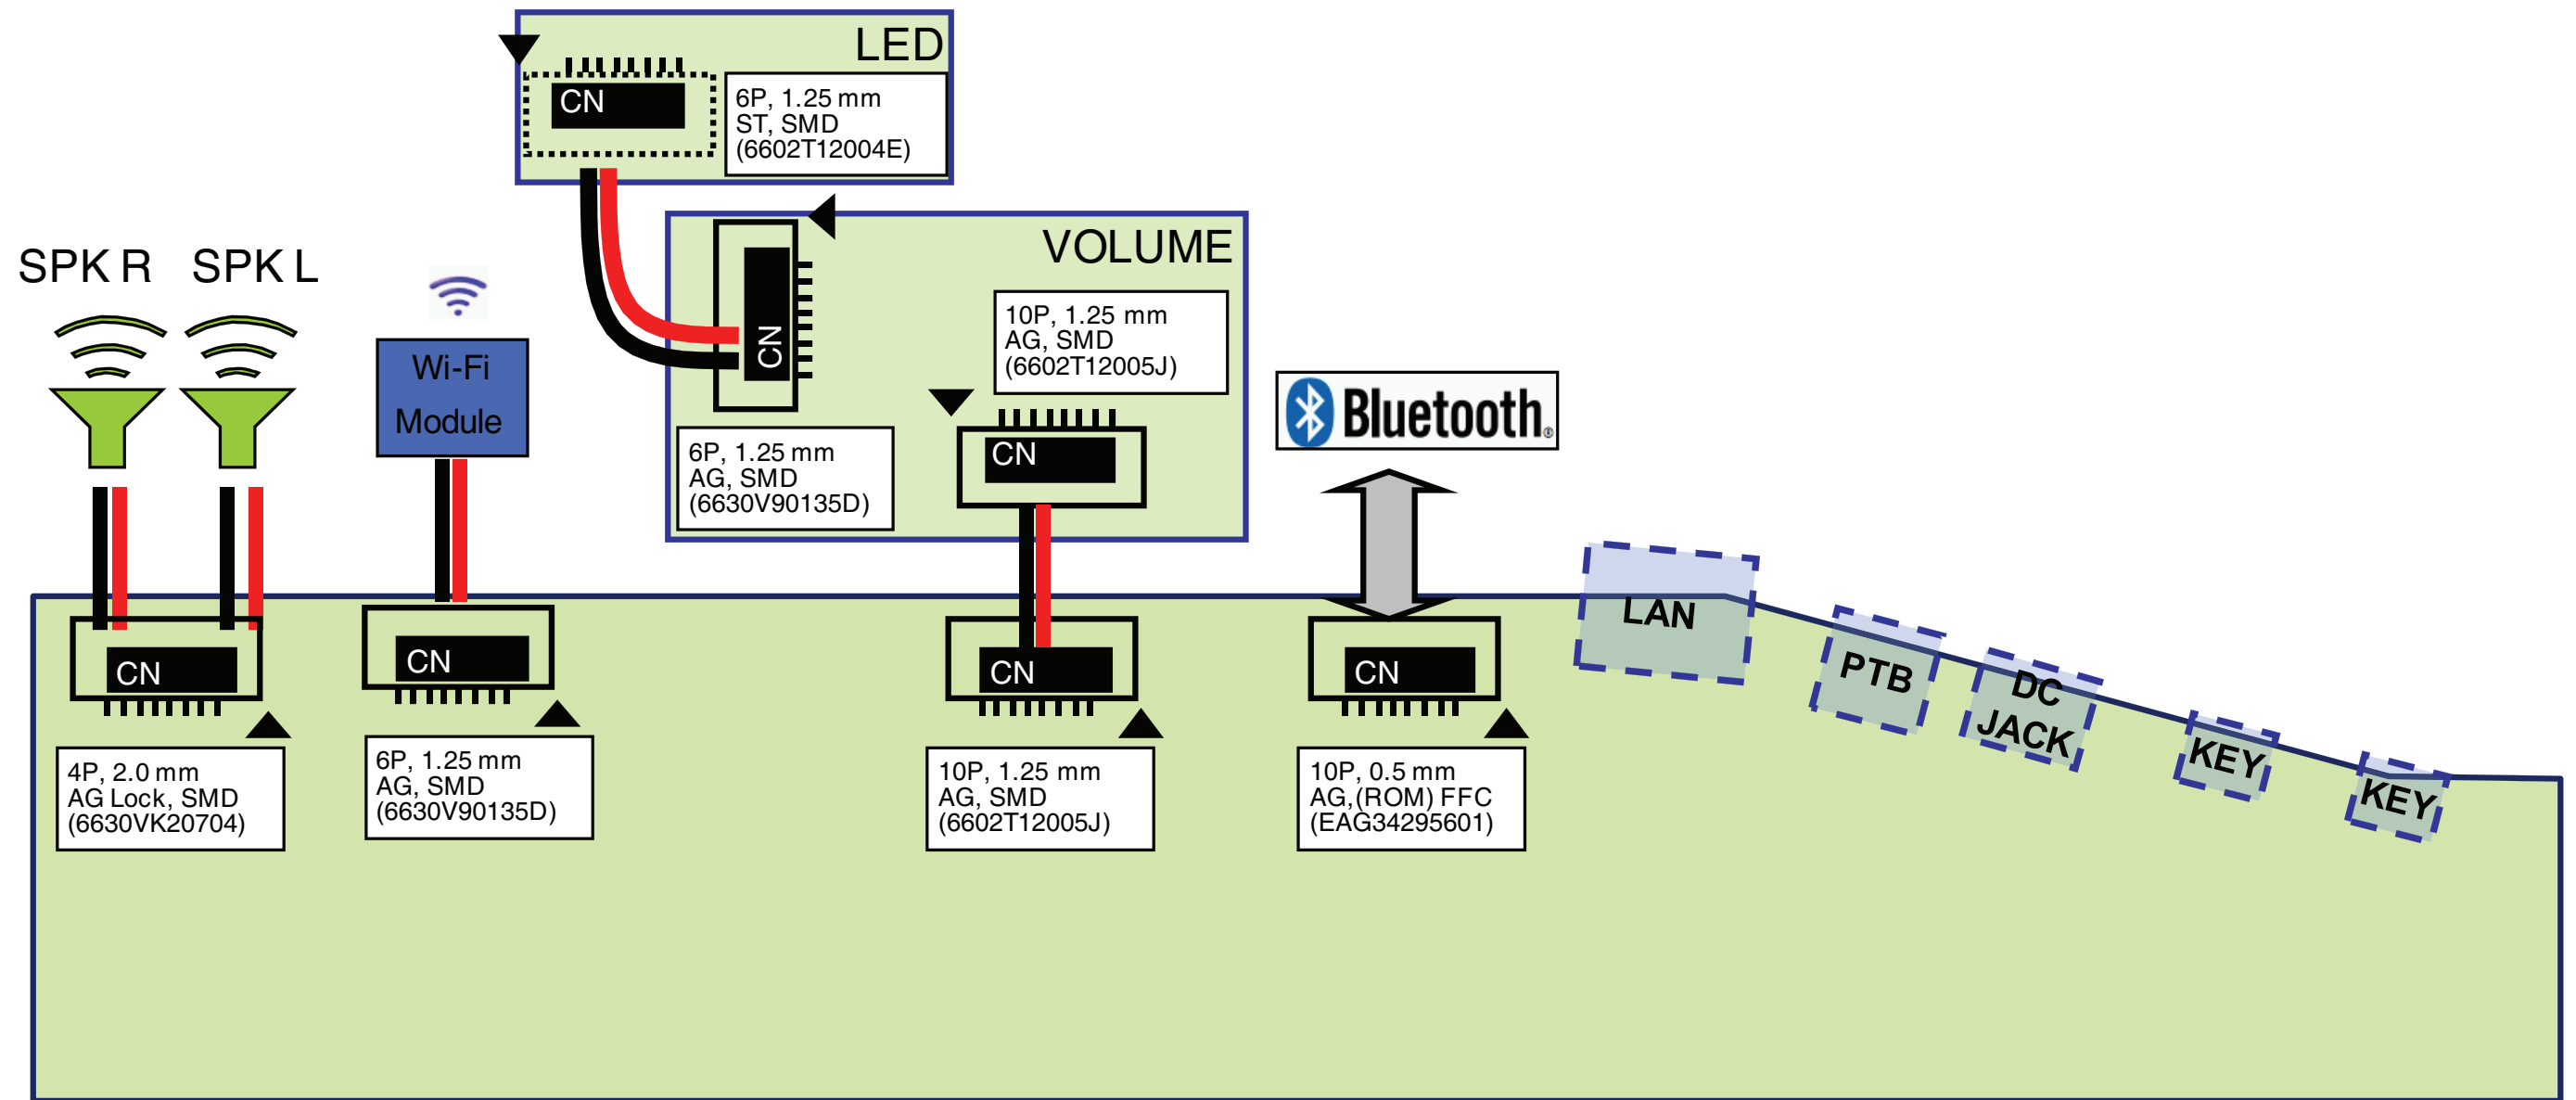 LED
CN
6P, 1.25 mm
ST, SMD
(6602T12004E)
VOLUME
CN
6P, 1.25 mm
AG, SMD
(6630V90135D)
10P, 1.25 mm
AG, SMD
(6602T12005J)
CN
SPK R
SPK L
Wi-Fi
Module
Bluetooth®
CN
4P, 2.0 mm
AG Lock, SMD
(6630VK20704)
CN
6P, 1.25 mm
AG, SMD
(6630V90135D)
CN
10P, 1.25 mm
AG, SMD
(6602T12005J)
CN
10P, 0.5 mm
AG,(ROM) FFC
(EAG34295601)
LAN
PTB
DC
JACK
KEY
KEY